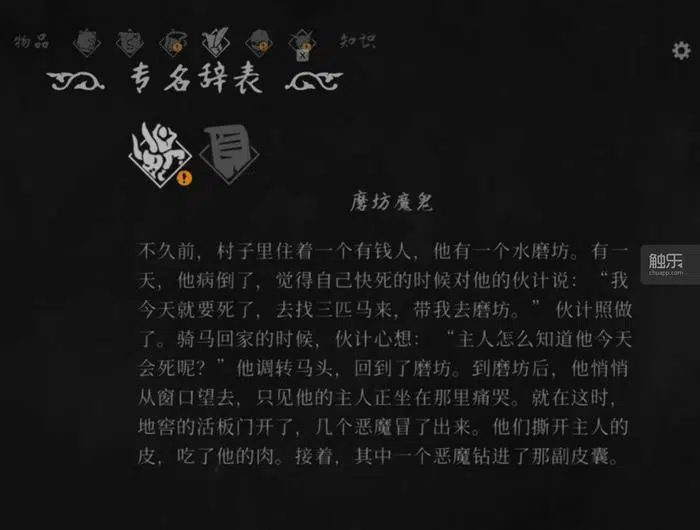 物品
知识
专名辞表
磨坊魔鬼
不久前，村子里住着一个有钱人，他有一个水磨坊。有一
天，他病倒了，觉得自己快死的时候对他的伙计说：“我
今天就要死了，去找三匹马来，带我去磨坊。”伙计照做
了。骑马回家的时候，伙计心想：“主人怎么知道他今天
会死呢？”他调转马头，回到了磨坊。到磨坊后，他悄悄
从窗口望去，只见他的主人正坐在那里痛哭。就在这时，
地窖的活板门开了，几个恶魔冒了出来。他们撕开主人的
皮，吃了他的肉。接着，其中一个恶魔钻进了那副皮囊。
触乐
chuapp.com
X